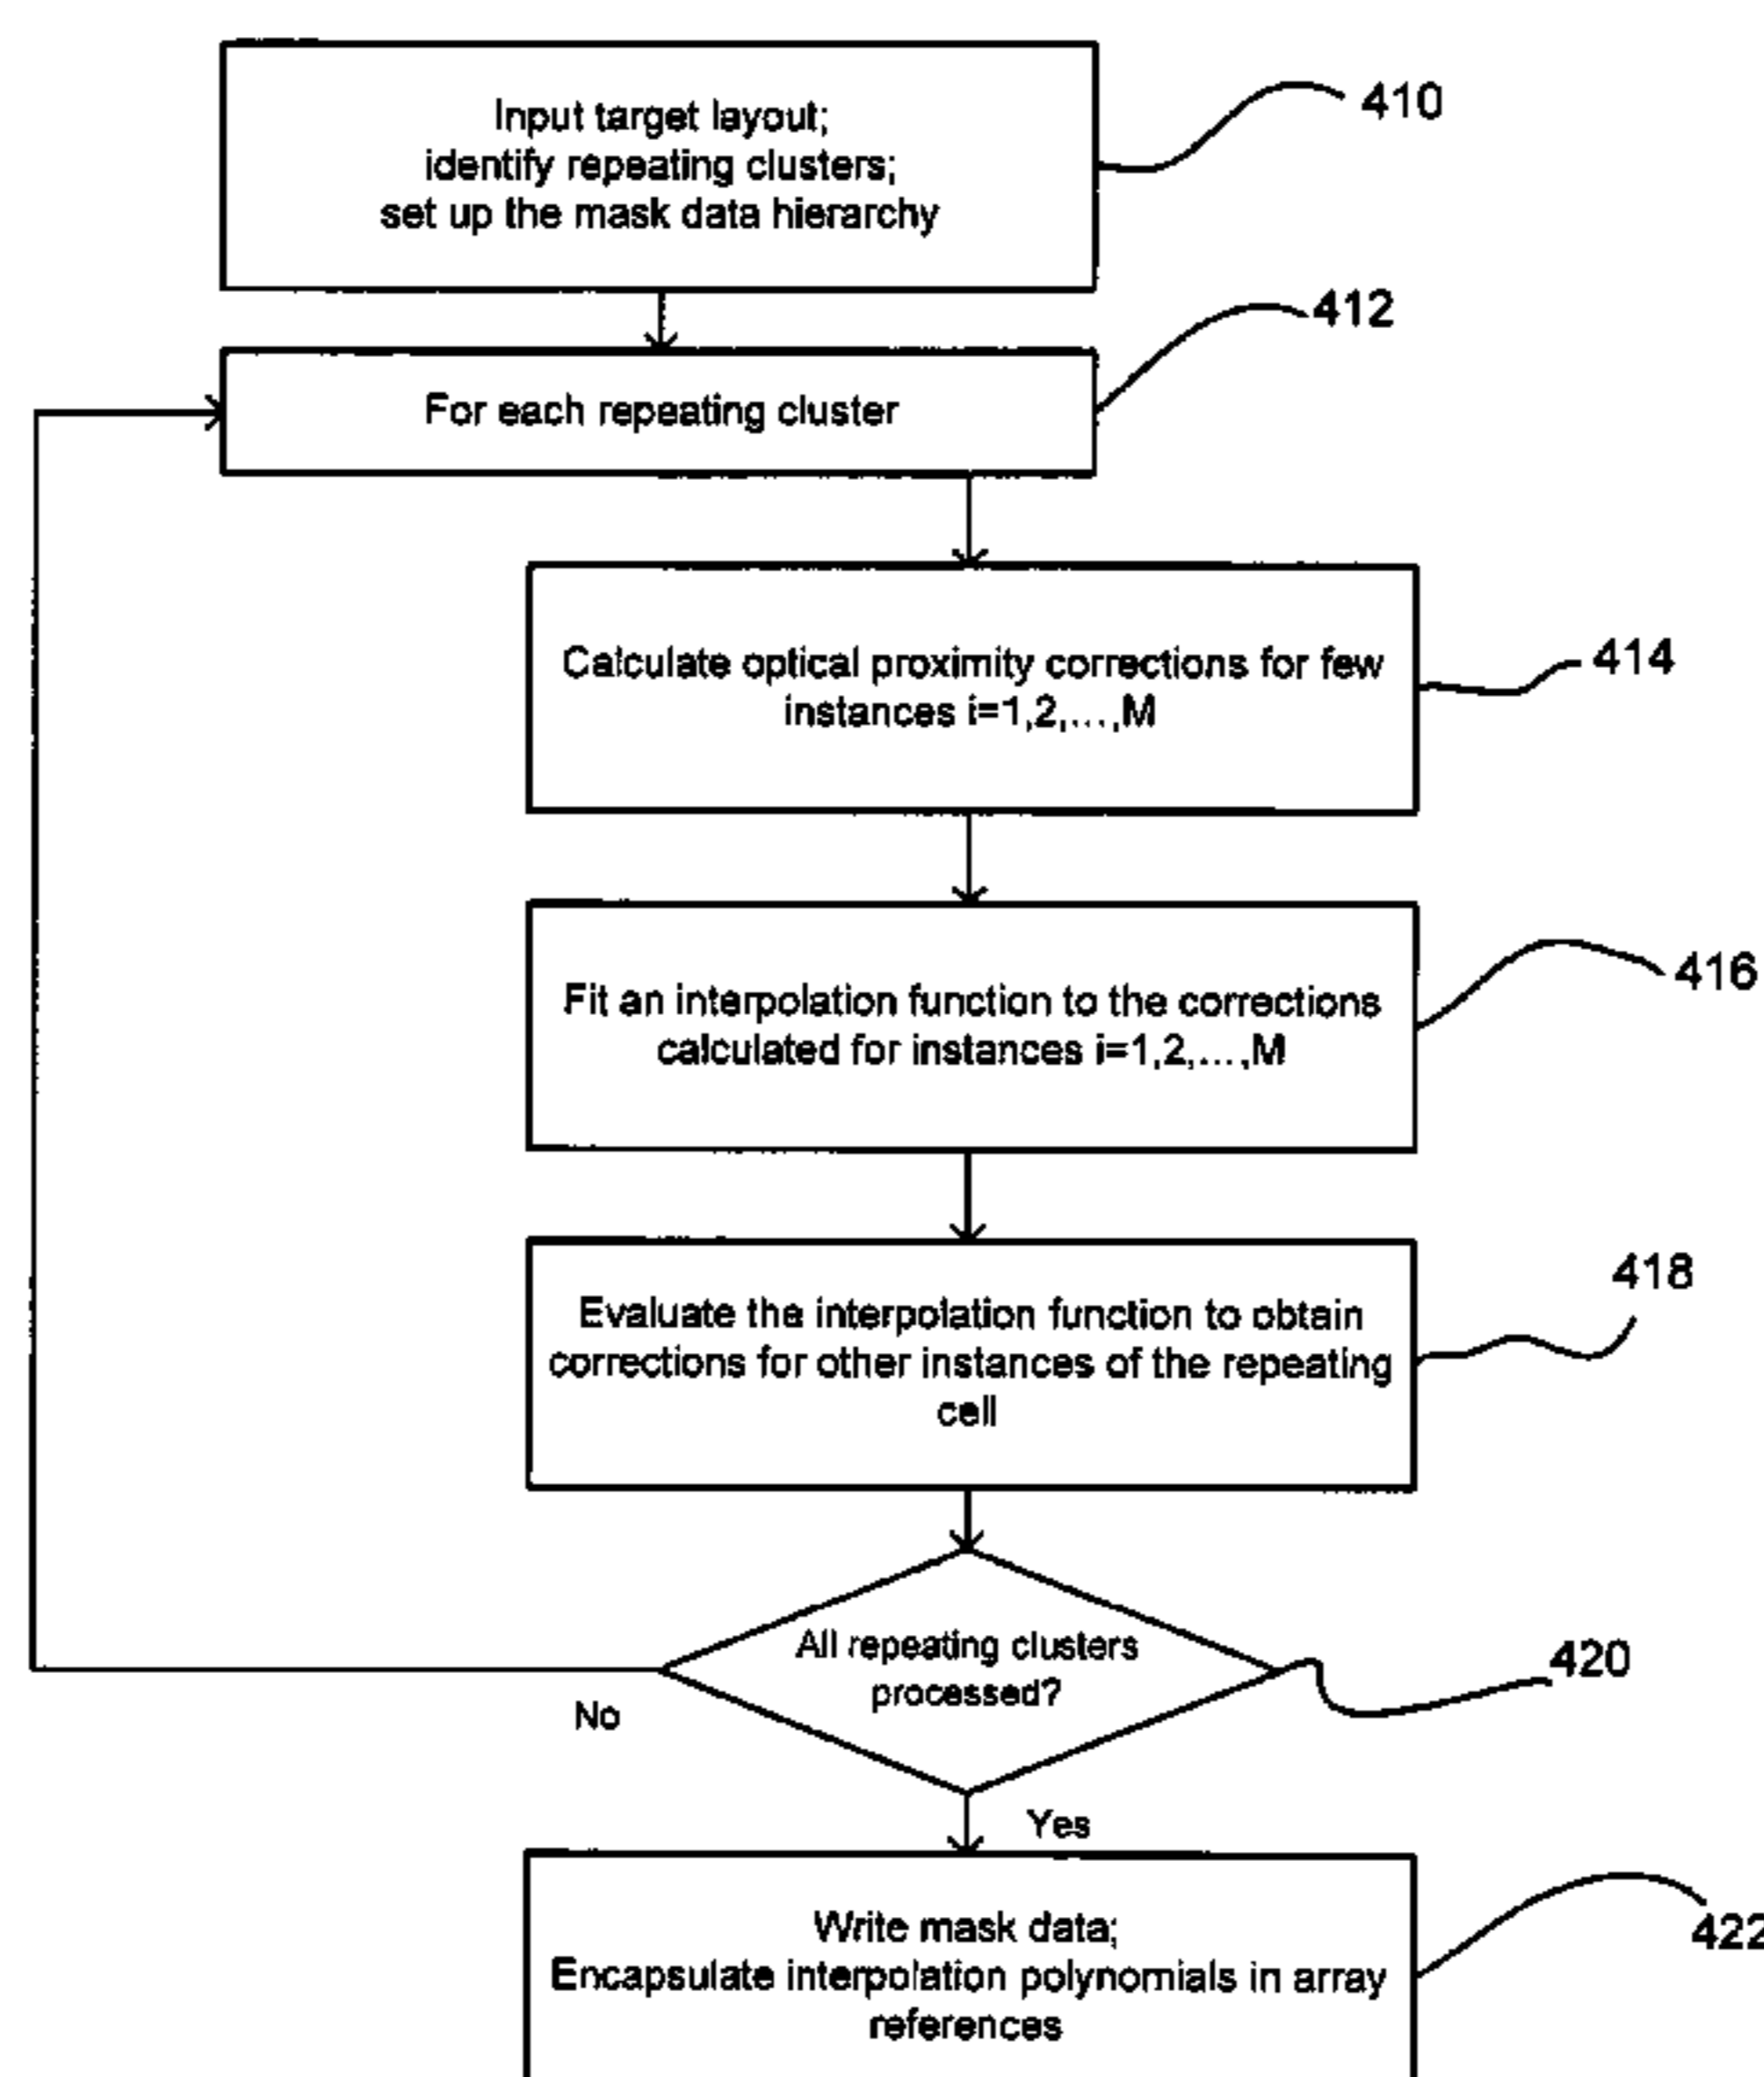 Input target layout;
identify repeating clusters;
set up the mask data hierarchy
410
412
For each repeating cluster
Calculate optical proximity corrections for few
instances i=1,2,...,M
414
Fit an interpolation function to the corrections
calculated for instances i=1,2,...,M
416
Evaluate the interpolation function to obtain
corrections for other instances of the repeating
cell
418
All repeating clusters
processed?
420
No
Yes
Write mask data;
Encapsulate interpolation polynomials in array
references
422